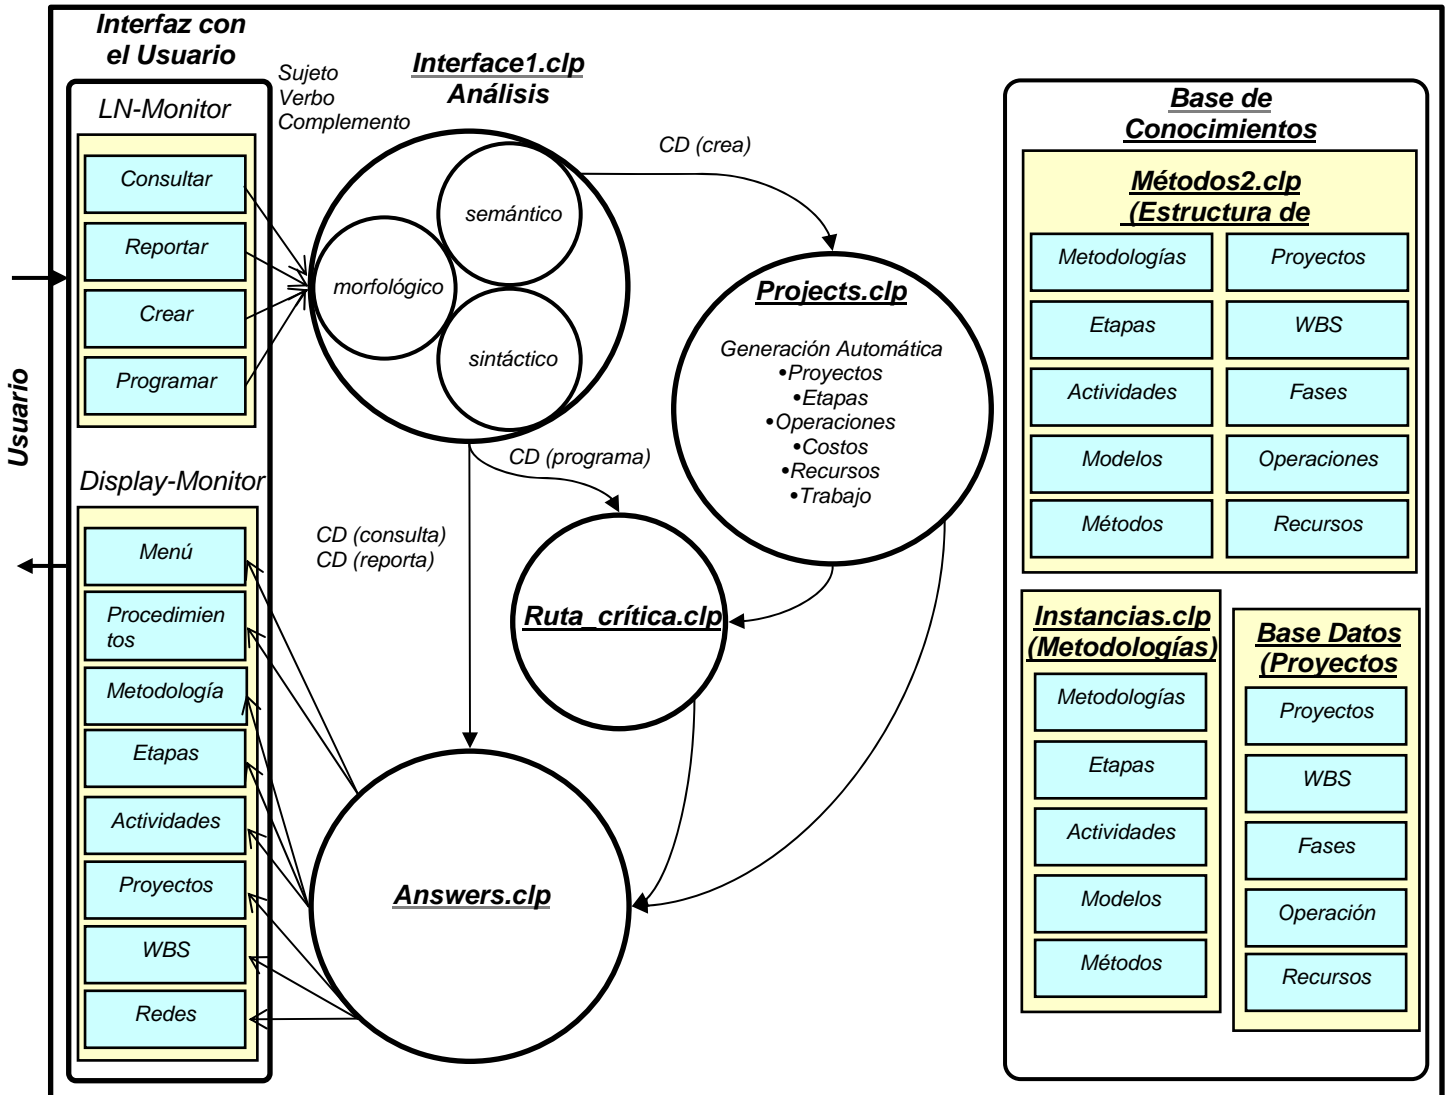 Interfaz con
el Usuario
Usuario
LN-Monitor
Consultar
Reportar
Crear
Programar
Display-Monitor
Menú
Procedimien
tos
Metodología
Etapas
Actividades
Proyectos
WBS
Redes
Sujeto
Verbo
Complemento
Interface1.clp
Análisis
semántico
morfológico
sintáctico
CD (crea)
CD (programa)
CD (consulta)
CD (reporta)
Projects.clp
Generación Automática
•Proyectos
•Etapas
•Operaciones
•Costos
•Recursos
•Trabajo
Ruta_crítica.clp
Answers.clp
Base de
Conocimientos
Métodos2.clp
(Estructura de
Metodologías
Etapas
Actividades
Modelos
Métodos
Proyectos
WBS
Fases
Operaciones
Recursos
Instancias.clp
(Metodologías)
Metodologías
Etapas
Actividades
Modelos
Métodos
Base Datos
(Proyectos
Proyectos
WBS
Fases
Operación
Recursos